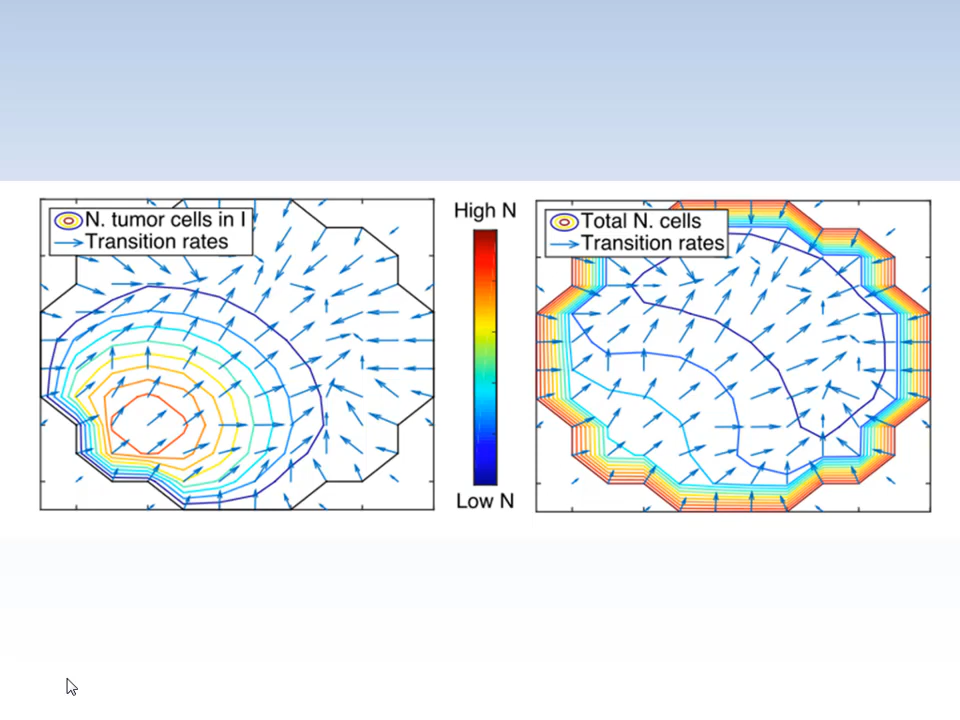 N. tumor cells in I
Transition rates
High N
Low N
Total N. cells
Transition rates